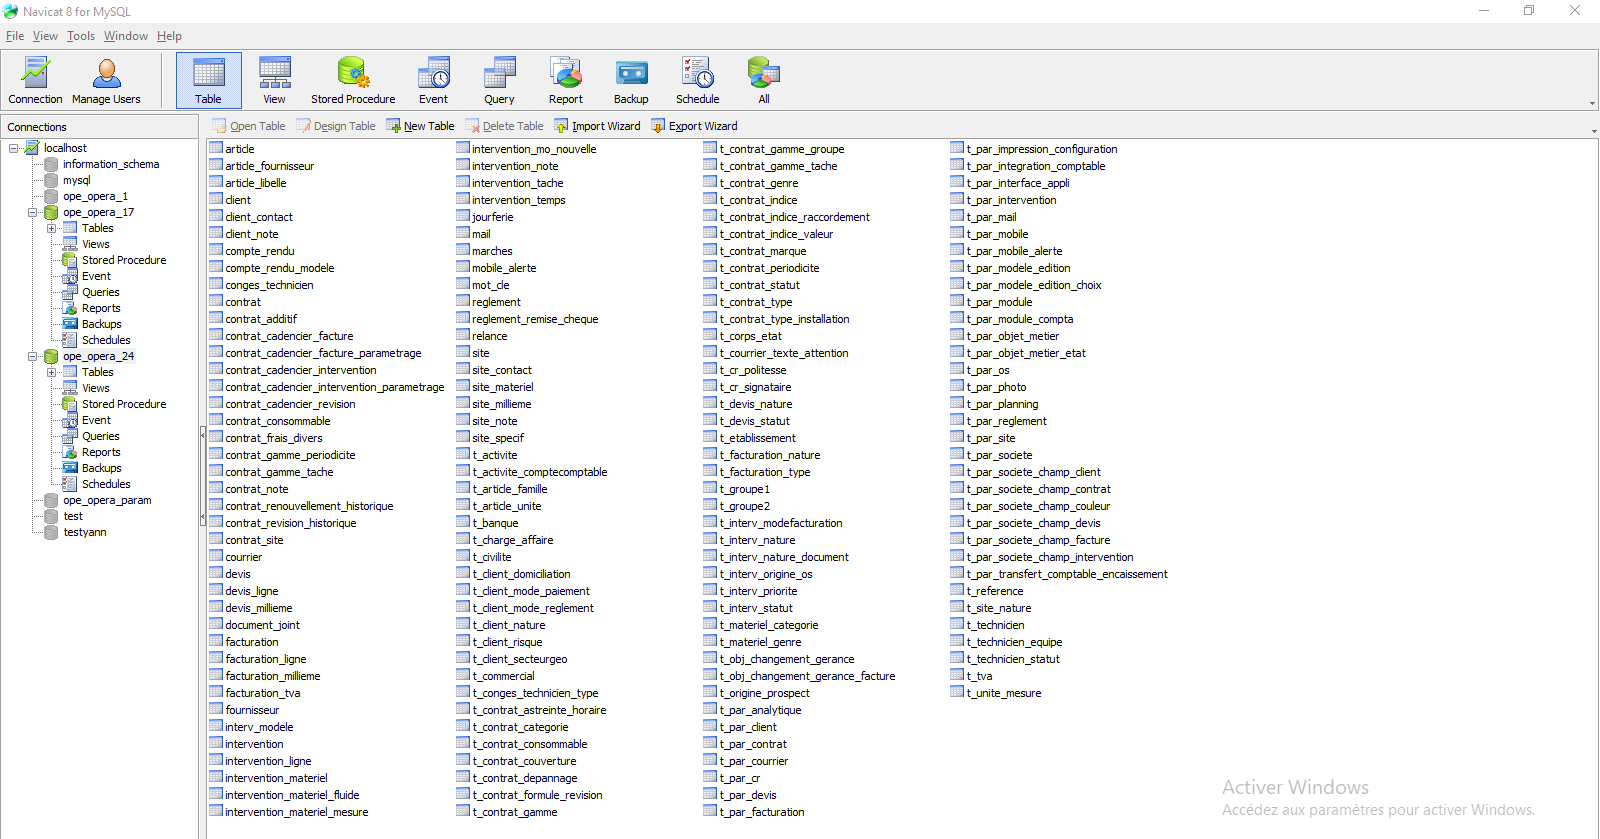 Navicat 8 for MySQL
File View Tools Window Help
Connection Manage Users Table View Stored Procedure Event Query Report Backup Schedule All
Connections
Open Table Design Table New Table Delete Table Import Wizard Export Wizard
localhost
information_schema
mysql
ope_opera_1
ope_opera_17
Tables
Views
Stored Procedure
Event
Queries
Reports
Backups
Schedules
ope_opera_24
Tables
Views
Stored Procedure
Event
Queries
Reports
Backups
Schedules
ope_opera_param
test
testyann
article
article_fournisseur
article_libelle
client
client_contact
client_note
compte_rendu
compte_rendu_modele
conges_technicien
contrat
contrat_additif
contrat_cadencier_facture
contrat_cadencier_facture_parametrage
contrat_cadencier_intervention
contrat_cadencier_intervention_parametrage
contrat_cadencier_revision
contrat_consommable
contrat_frais_divers
contrat_gamme_periodicite
contrat_gamme_tache
contrat_note
contrat_renouvellement_historique
contrat_revision_historique
contrat_site
courrier
devis
devis_ligne
devis_millieme
document_joint
facturation
facturation_ligne
facturation_millieme
facturation_tva
fournisseur
interv_modele
intervention
intervention_ligne
intervention_materiel
intervention_materiel_fluide
intervention_materiel_mesure
intervention_mo_nouvelle
intervention_note
intervention_tache
intervention_temps
jourferie
mail
marches
mobile_alerte
mot_cle
reglement
reglement_remise_cheque
relance
site
site_contact
site_materiel
site_millieme
site_note
site_specif
t_activite
t_activite_comptecomptable
t_article_famille
t_article_unite
t_banque
t_charge_affaire
t_civilite
t_client_domiciliation
t_client_mode_paiement
t_client_mode_reglement
t_client_nature
t_client_risque
t_client_secteurgeo
t_commercial
t_conges_technicien_type
t_contrat_astreinte_horaire
t_contrat_categorie
t_contrat_consommable
t_contrat_couverture
t_contrat_depannage
t_contrat_formule_revision
t_contrat_gamme
t_contrat_gamme_groupe
t_contrat_gamme_tache
t_contrat_genre
t_contrat_indice
t_contrat_indice_raccordement
t_contrat_indice_valeur
t_contrat_marque
t_contrat_periodicite
t_contrat_statut
t_contrat_type
t_contrat_type_installation
t_corps_etat
t_courrier_texte_attention
t_cr_politesse
t_cr_signataire
t_devis_nature
t_devis_statut
t_etablissement
t_facturation_nature
t_facturation_type
t_groupe1
t_groupe2
t_interv_modefacturation
t_interv_nature
t_interv_nature_document
t_interv_origine_os
t_interv_priorite
t_interv_statut
t_materiel_categorie
t_materiel_genre
t_obj_changement_gerance
t_obj_changement_gerance_facture
t_origine_prospect
t_par_analytique
t_par_client
t_par_contrat
t_par_courrier
t_par_cr
t_par_devis
t_par_facturation
t_par_impression_configuration
t_par_integration_comptable
t_par_interface_appli
t_par_intervention
t_par_mail
t_par_mobile
t_par_mobile_alerte
t_par_modele_edition
t_par_modele_edition_choix
t_par_module
t_par_module_compta
t_par_objet_metier
t_par_objet_metier_etat
t_par_os
t_par_photo
t_par_planning
t_par_reglement
t_par_site
t_par_societe
t_par_societe_champ_client
t_par_societe_champ_contrat
t_par_societe_champ_couleur
t_par_societe_champ_devis
t_par_societe_champ_facture
t_par_societe_champ_intervention
t_par_transfert_comptable_encaissement
t_reference
t_site_nature
t_technicien
t_technicien_equipe
t_technicien_statut
t_tva
t_unite_mesure
Activer Windows
Accédez aux paramètres pour activer Windows.